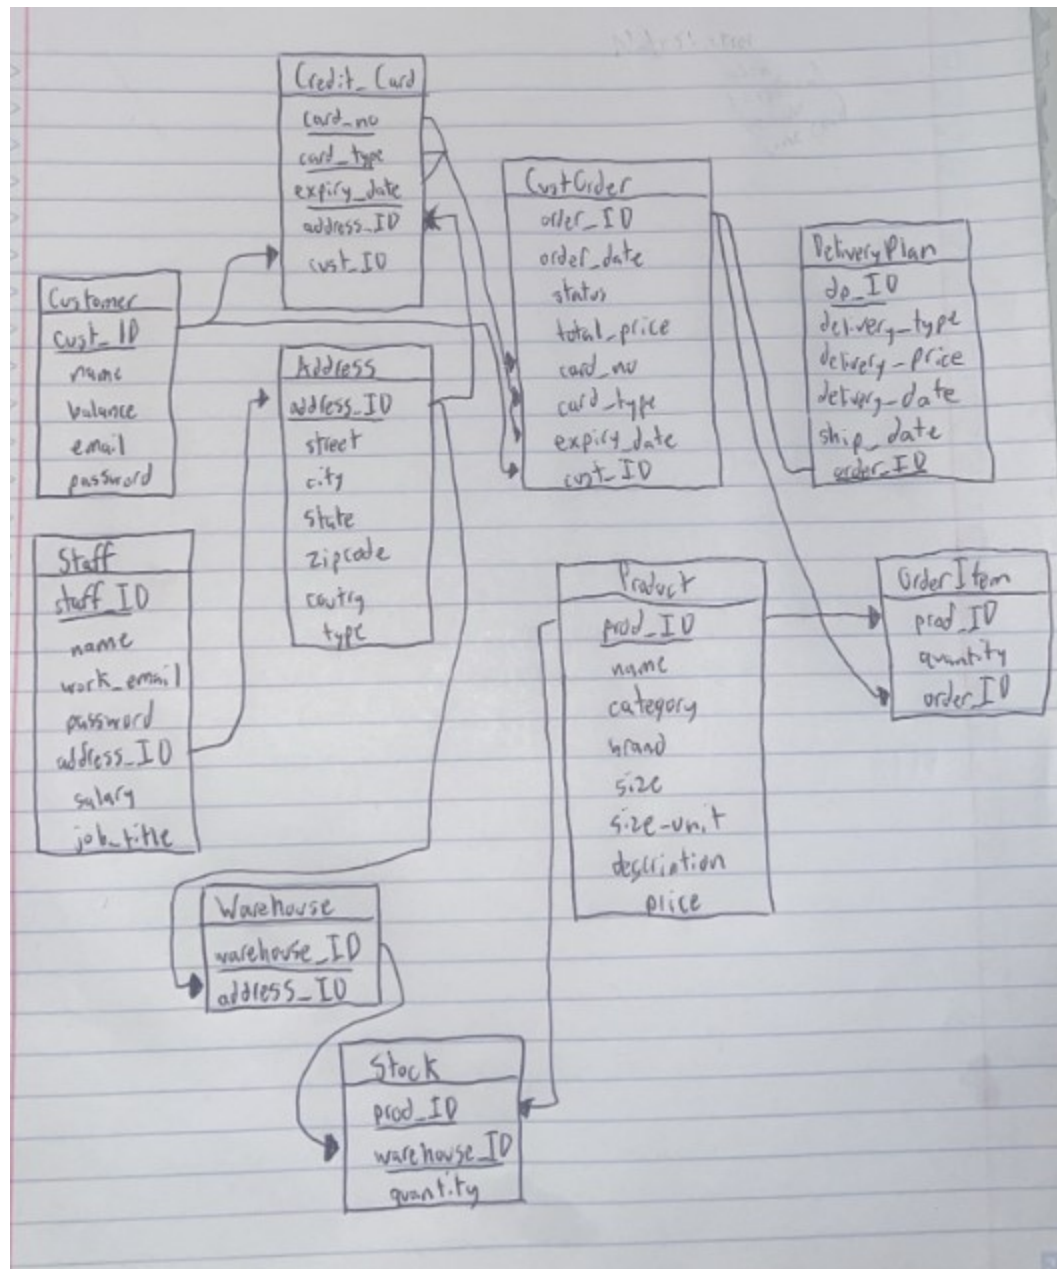 Credit_Card
card_no
card_type
expiry_date
address_ID
cust_ID
CustOrder
order_ID
order_date
status
total_price
card_no
card_type
expiry_date
cust_ID
DeliveryPlan
dp_ID
delivery_type
delivery_price
delivery_date
ship_date
order_ID
Customer
cust_ID
name
balance
email
password
Address
address_ID
street
city
state
zipcode
coutry
type
Staff
staff_ID
name
work_email
password
address_ID
salary
job_title
Product
prod_ID
name
category
brand
size
size_unit
description
price
OrderItem
prod_ID
quantity
order_ID
Warehouse
warehouse_ID
address_ID
Stock
prod_ID
warehouse_ID
quantity